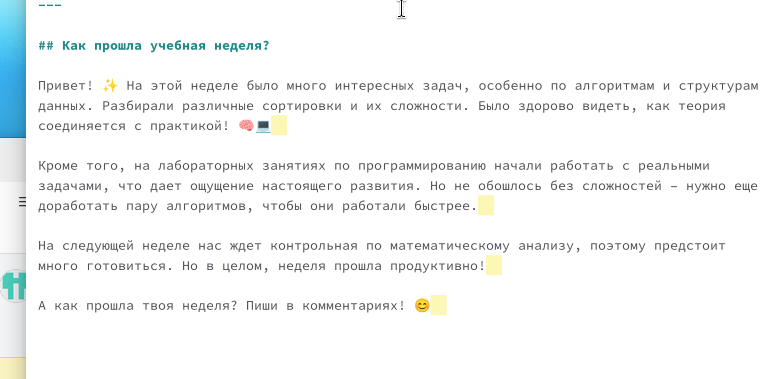 ---
## Как прошла учебная неделя?
Привет! ✨ На этой неделе было много интересных задач, особенно по алгоритмам и структурам
данных. Разбирали различные сортировки и их сложности. Было здорово видеть, как теория
соединяется с практикой! 🧠💻
Кроме того, на лабораторных занятиях по программированию начали работать с реальными
задачами, что дает ощущение настоящего развития. Но не обошлось без сложностей – нужно еще
доработать пару алгоритмов, чтобы они работали быстрее.
На следующей неделе нас ждет контрольная по математическому анализу, поэтому предстоит
много готовиться. Но в целом, неделя прошла продуктивно!
А как прошла твоя неделя? Пиши в комментариях! 😊